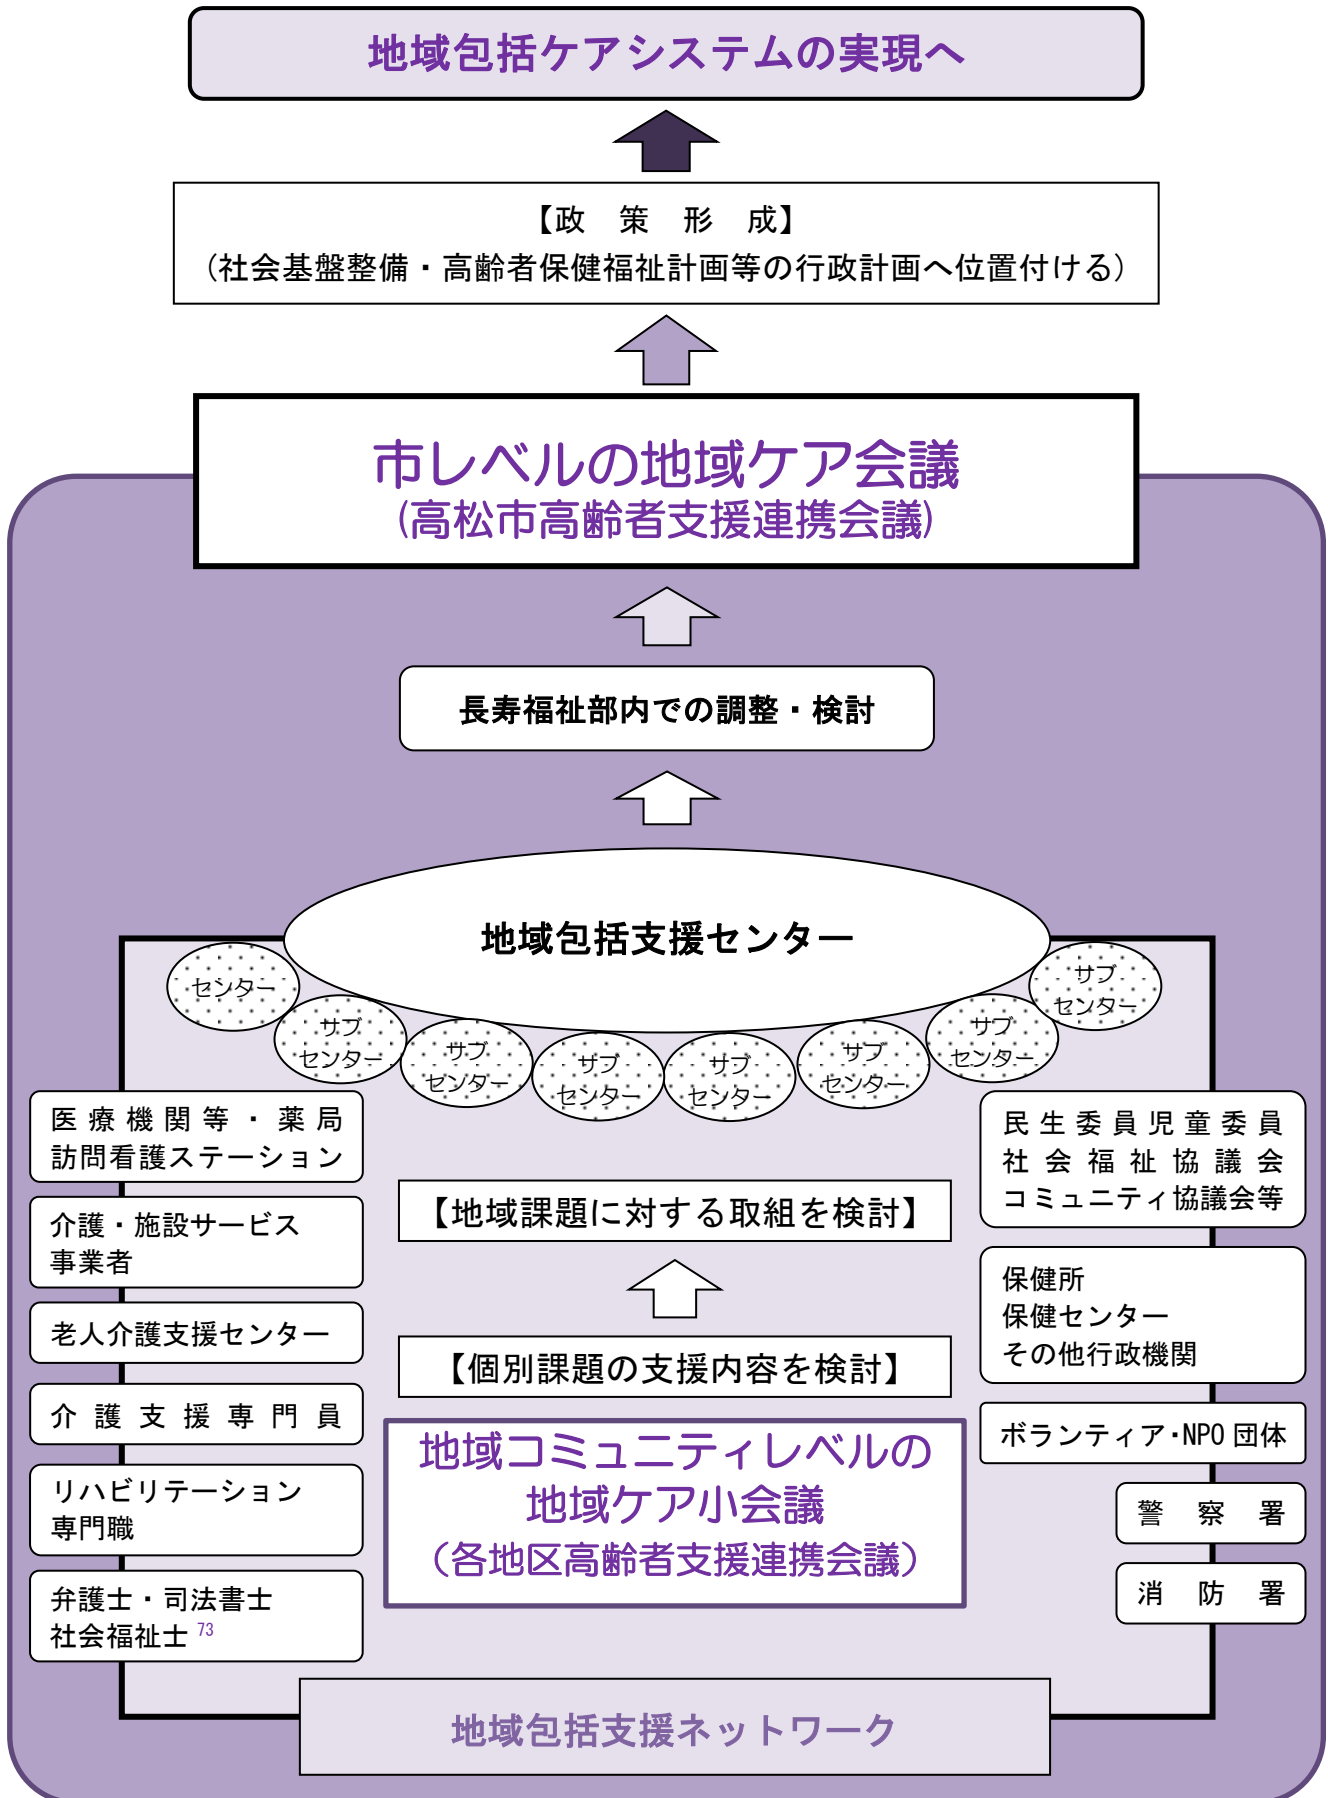 地域包括ケアシステムの実現へ
【政　策　形　成】
（社会基盤整備・高齢者保健福祉計画等の行政計画へ位置付ける）
市レベルの地域ケア会議
（高松市高齢者支援連携会議）
長寿福祉部内での調整・検討
地域包括支援センター
センター
サブ
センター
サブ
センター
サブ
センター
サブ
センター
サブ
センター
サブ
センター
サブ
センター
医療機関等・薬局
訪問看護ステーション
介護・施設サービス
事業者
老人介護支援センター
介護支援専門員
リハビリテーション
専門職
弁護士・司法書士
社会福祉士 73
【地域課題に対する取組を検討】
【個別課題の支援内容を検討】
地域コミュニティレベルの
地域ケア小会議
（各地区高齢者支援連携会議）
民生委員児童委員
社会福祉協議会
コミュニティ協議会等
保健所
保健センター
その他行政機関
ボランティア・NPO 団体
警　察　署
消　防　署
地域包括支援ネットワーク